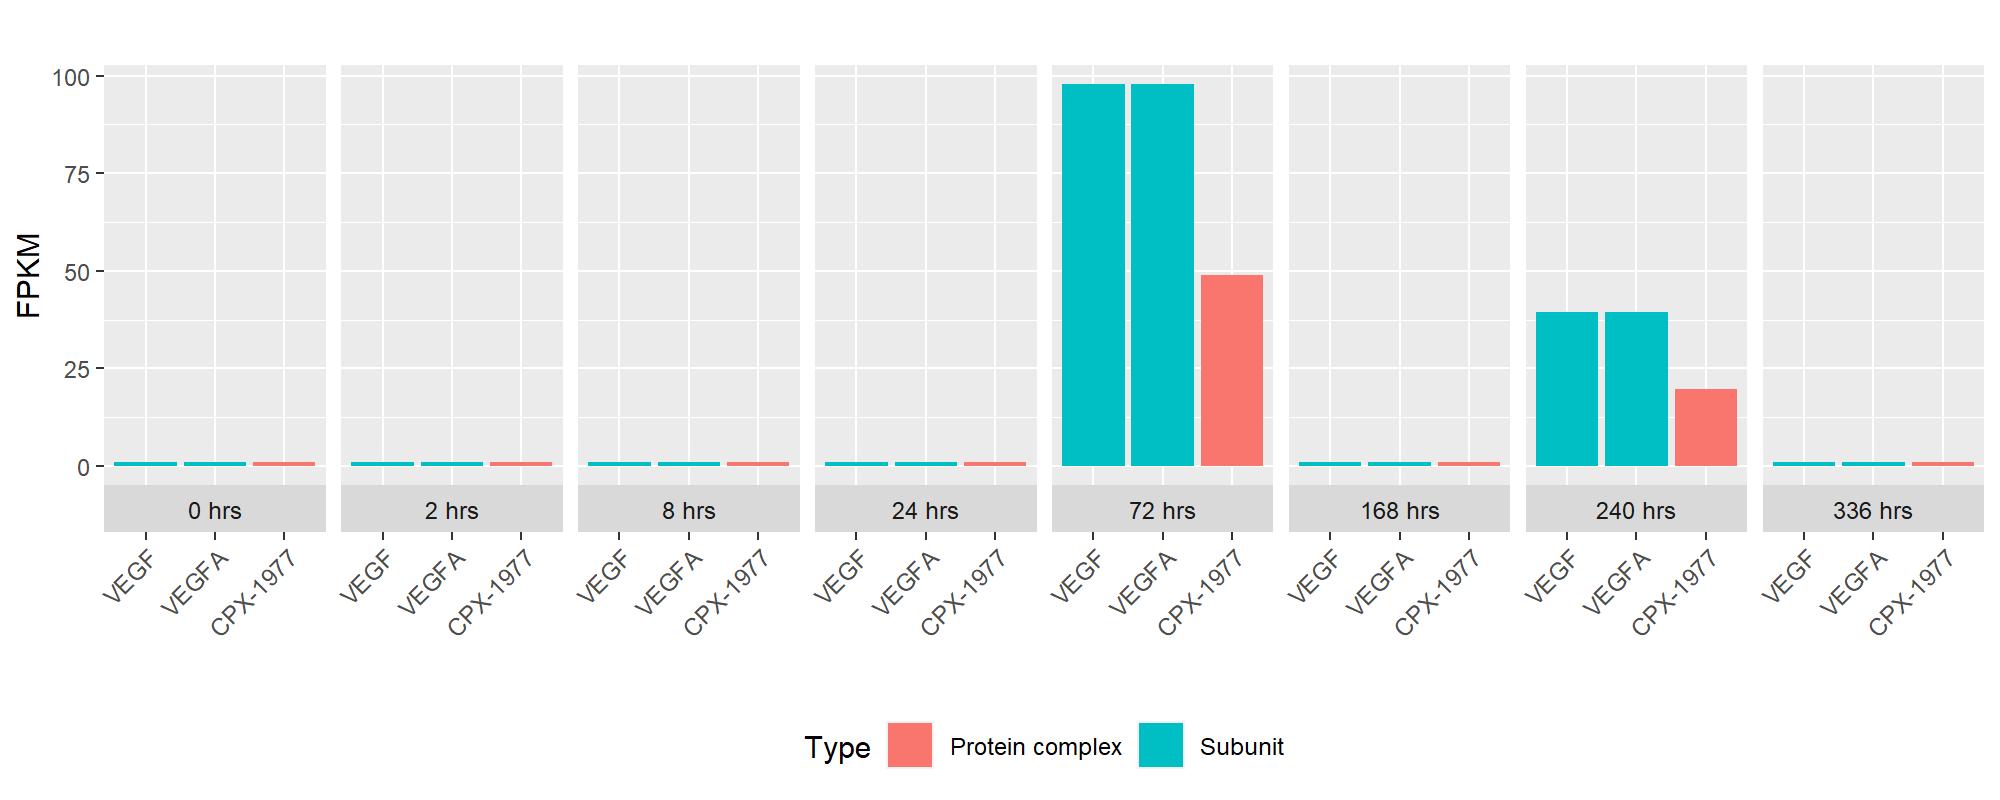 FPKM
100
75
50
25
0
0 hrs 2 hrs 8 hrs 24 hrs 72 hrs 168 hrs 240 hrs 336 hrs
VEGF VEGFA CPX-1977 VEGF VEGFA CPX-1977 VEGF VEGFA CPX-1977 VEGF VEGFA CPX-1977 VEGF VEGFA CPX-1977 VEGF VEGFA CPX-1977 VEGF VEGFA CPX-1977 VEGF VEGFA CPX-1977
Type Protein complex Subunit